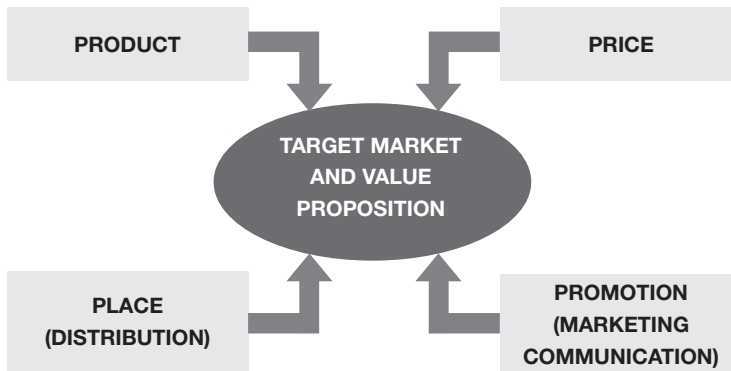 PRODUCT
PRICE
TARGET MARKET
AND VALUE
PROPOSITION
PLACE
(DISTRIBUTION)
PROMOTION
(MARKETING
COMMUNICATION)